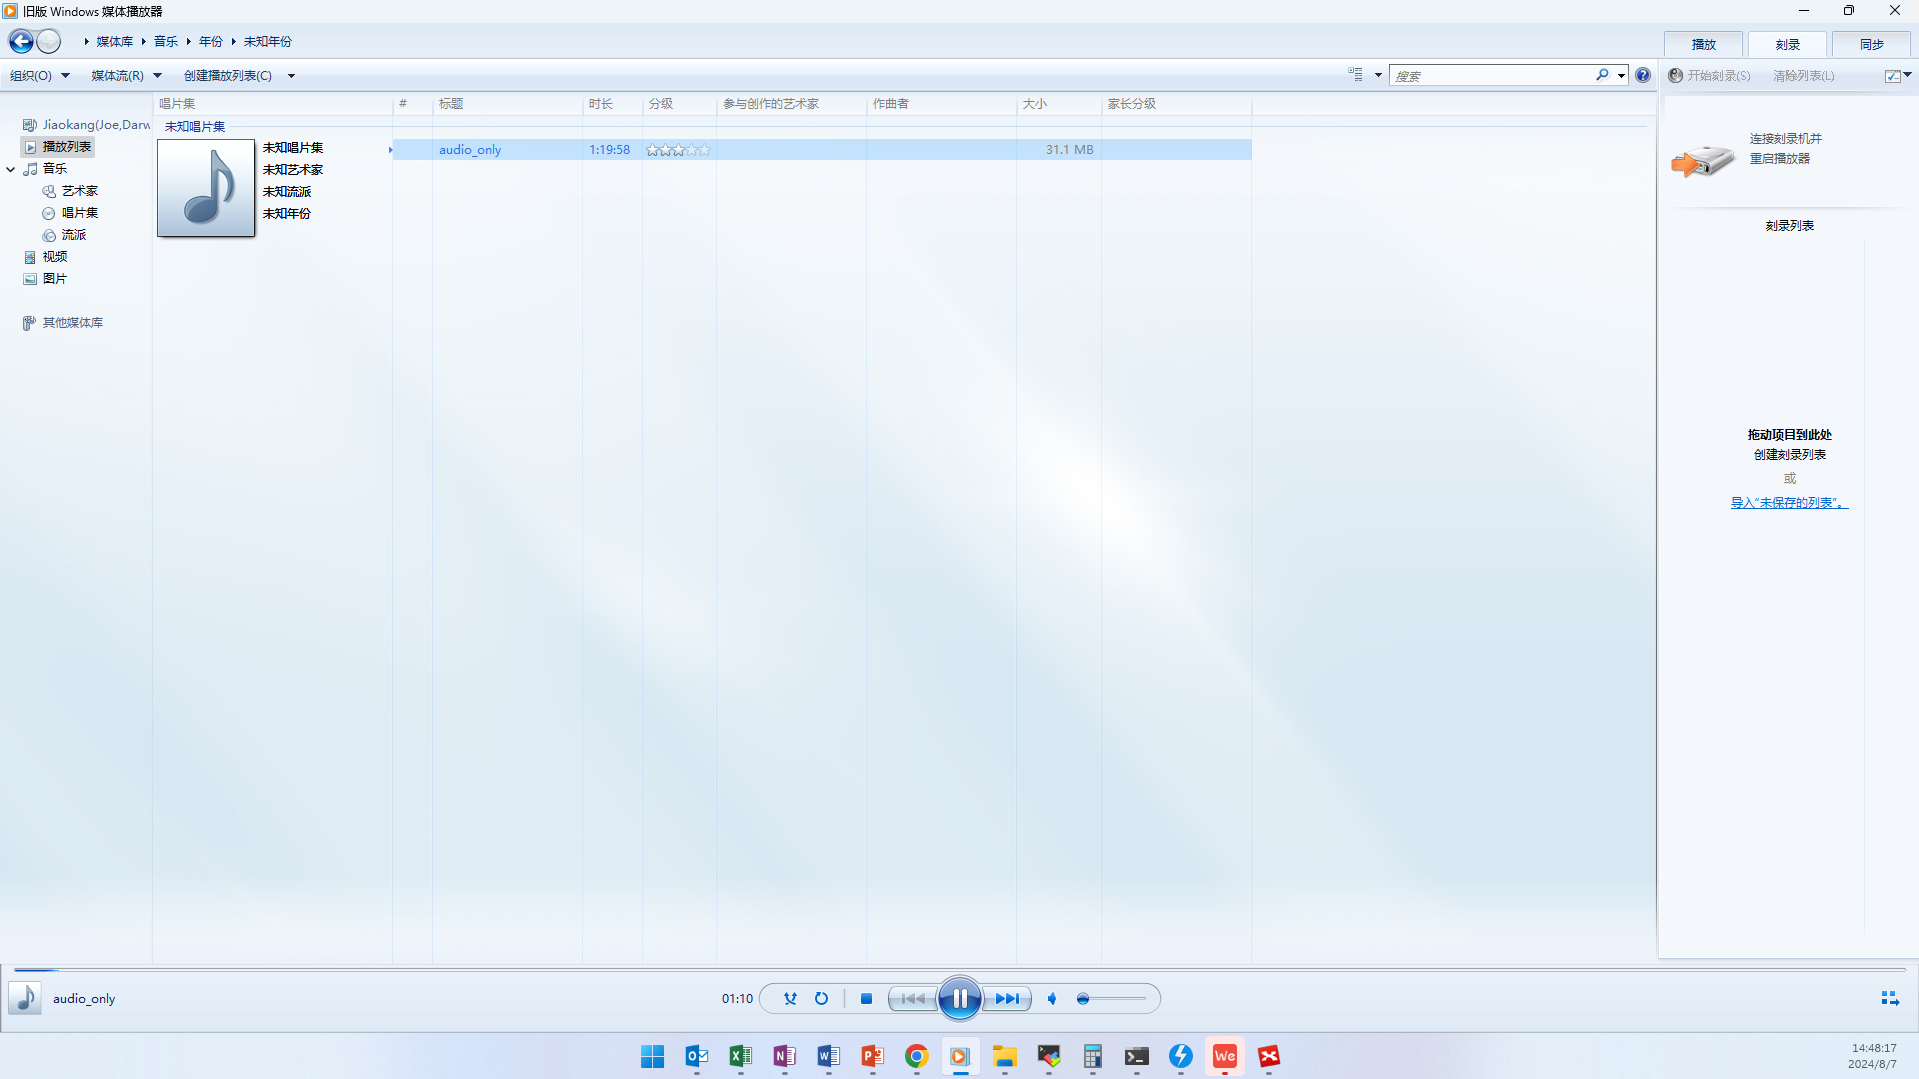 旧版 Windows 媒体播放器
媒体库 音乐 年份 未知年份
播放 刻录 同步
组织(O) 媒体流(R) 创建播放列表(C)
搜索
开始刻录(S) 清除列表(L)
唱片集 # 标题 时长 分级 参与创作的艺术家 作曲者 大小 家长分级
Jiaokang(Joe,Darw
播放列表
音乐
艺术家
唱片集
流派
视频
图片
其他媒体库
未知唱片集
未知唱片集
未知艺术家
未知流派
未知年份
audio_only 1:19:58 31.1 MB
连接刻录机并
重启播放器
刻录列表
拖动项目到此处
创建刻录列表
或
导入“未保存的列表”。
audio_only
01:10
We
14:48:17
2024/8/7